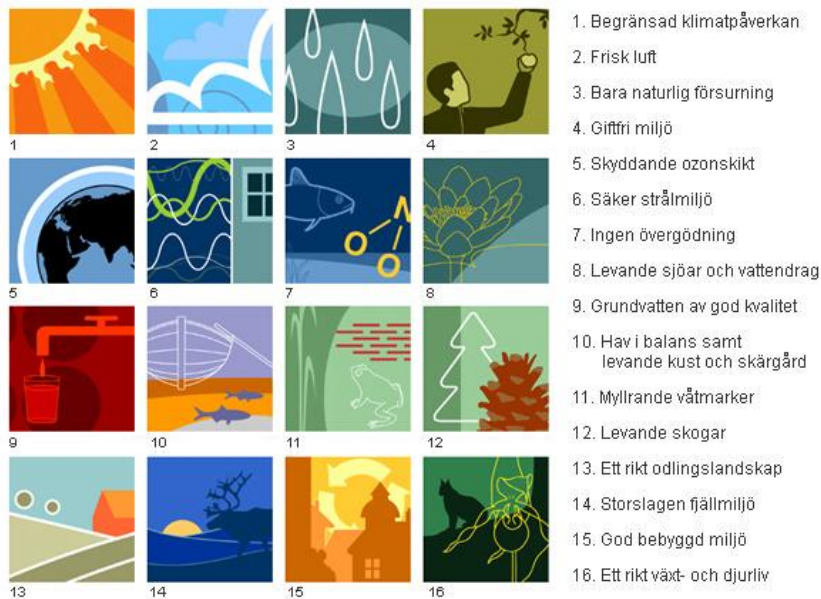 1
2
3
4
5
6
7
N
O
O
8
9
10
11
12
13
14
15
16
1. Begränsad klimatpåverkan
2. Frisk luft
3. Bara naturlig försurning
4. Giftfri miljö
5. Skyddande ozonskikt
6. Säker strålmiljö
7. Ingen övergödning
8. Levande sjöar och vattendrag
9. Grundvatten av god kvalitet
10. Hav i balans samt
levande kust och skärgård
11. Myllrande våtmarker
12. Levande skogar
13. Ett rikt odlingslandskap
14. Storslagen fjällmiljö
15. God bebyggd miljö
16. Ett rikt växt- och djurliv